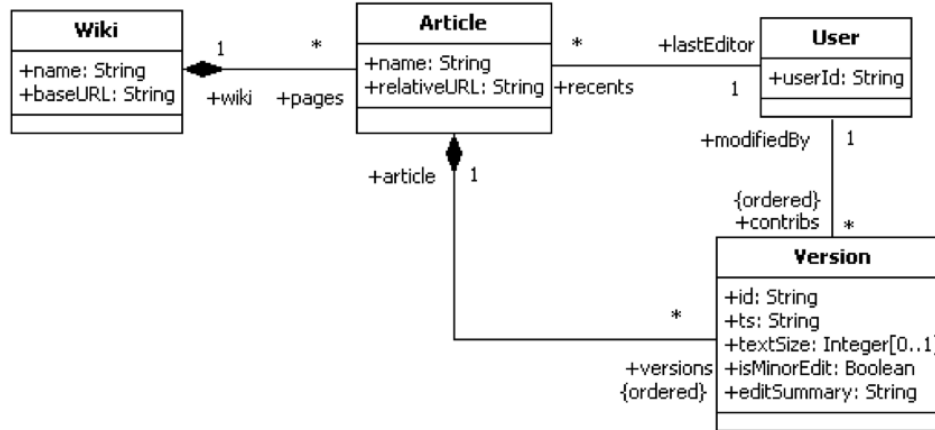 Wiki
+name: String
+baseURL: String
1
*
+wiki
+pages
Article
+name: String
+relativeURL: String
*
+lastEditor
+recents
1
User
+userId: String
+modifiedBy
1
{ordered}
+contribs
*
+article
1
*
+versions
{ordered}
Version
+id: String
+ts: String
+textSize: Integer[0..1]
+isMinorEdit: Boolean
+editSummary: String